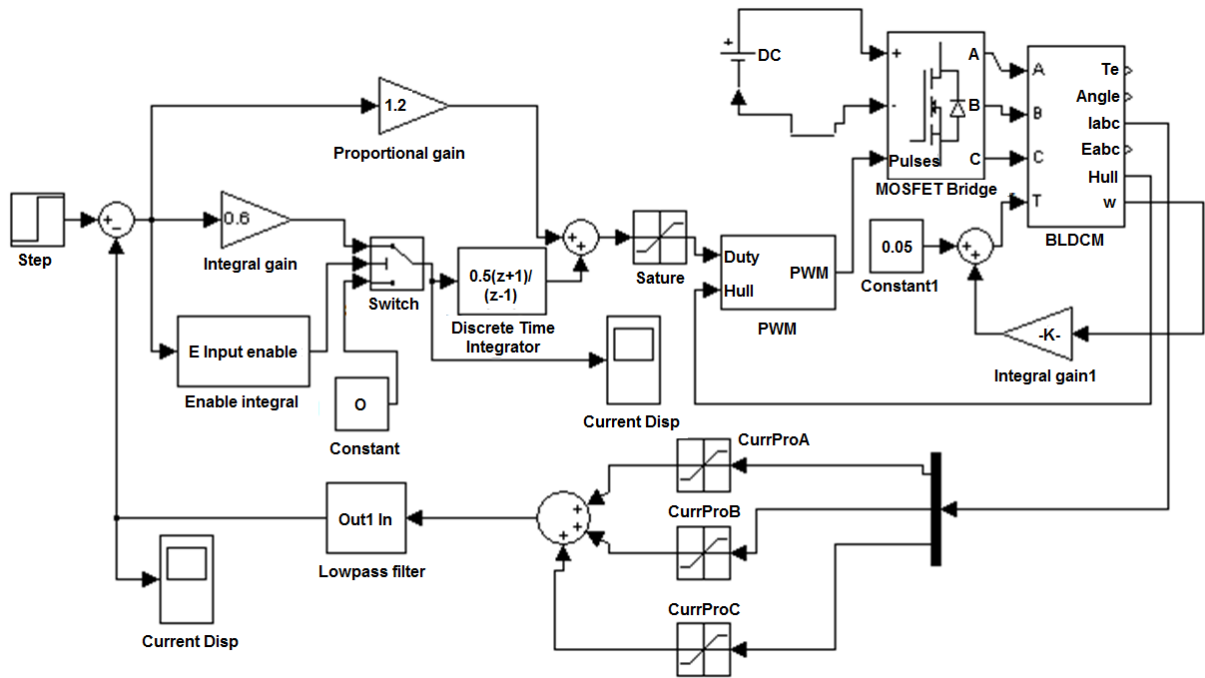 DC
+
+
-
Pulses
A
B
C
MOSFET Bridge
A
B
C
T
Te
Angle
Iabc
Eabc
Hull
w
BLDCM
1.2
Proportional gain
Step
+
-
0.6
Integral gain
Switch
0.5(z+1)/
(z-1)
Discrete Time
Integrator
+
+
Sature
Duty
Hull
PWM
PWM
0.05
Constant1
+
+
-K-
Integral gain1
E Input enable
Enable integral
O
Constant
Current Disp
CurrProA
CurrProB
CurrProC
+
+
+
Out1 In
Lowpass filter
Current Disp